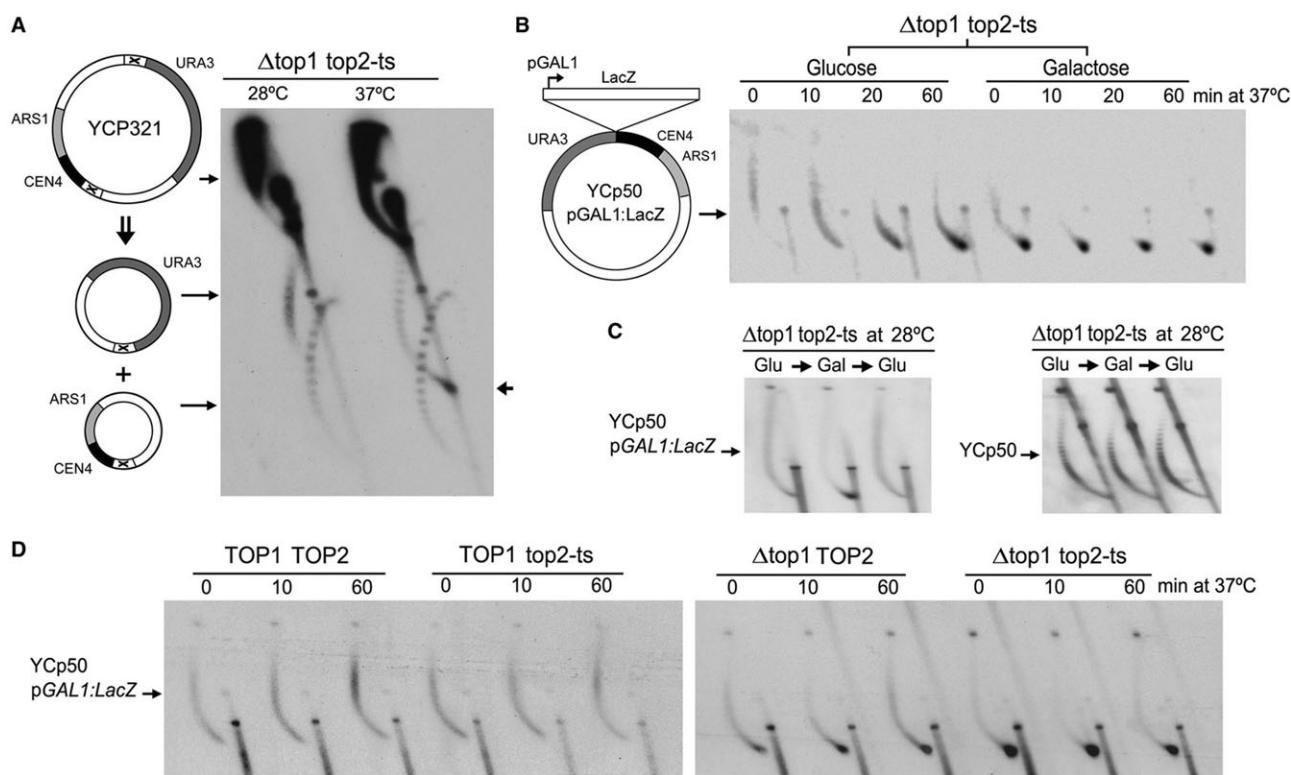 A
URA3
ARS1
YCP321
CEN4
URA3
+
ARS1
CEN4
Δtop1 top2-ts
28ºC 37ºC
B
pGAL1
LacZ
URA3
CEN4
ARS1
YCp50
pGAL1:LacZ
Δtop1 top2-ts
Glucose Galactose
0 10 20 60 0 10 20 60 min at 37ºC
C
Δtop1 top2-ts at 28ºC
Glu → Gal → Glu
YCp50
pGAL1:LacZ
Δtop1 top2-ts at 28ºC
Glu → Gal → Glu
YCp50
D
TOP1 TOP2 TOP1 top2-ts
0 10 60 0 10 60
YCp50
pGAL1:LacZ
Δtop1 TOP2 Δtop1 top2-ts
0 10 60 0 10 60 min at 37ºC